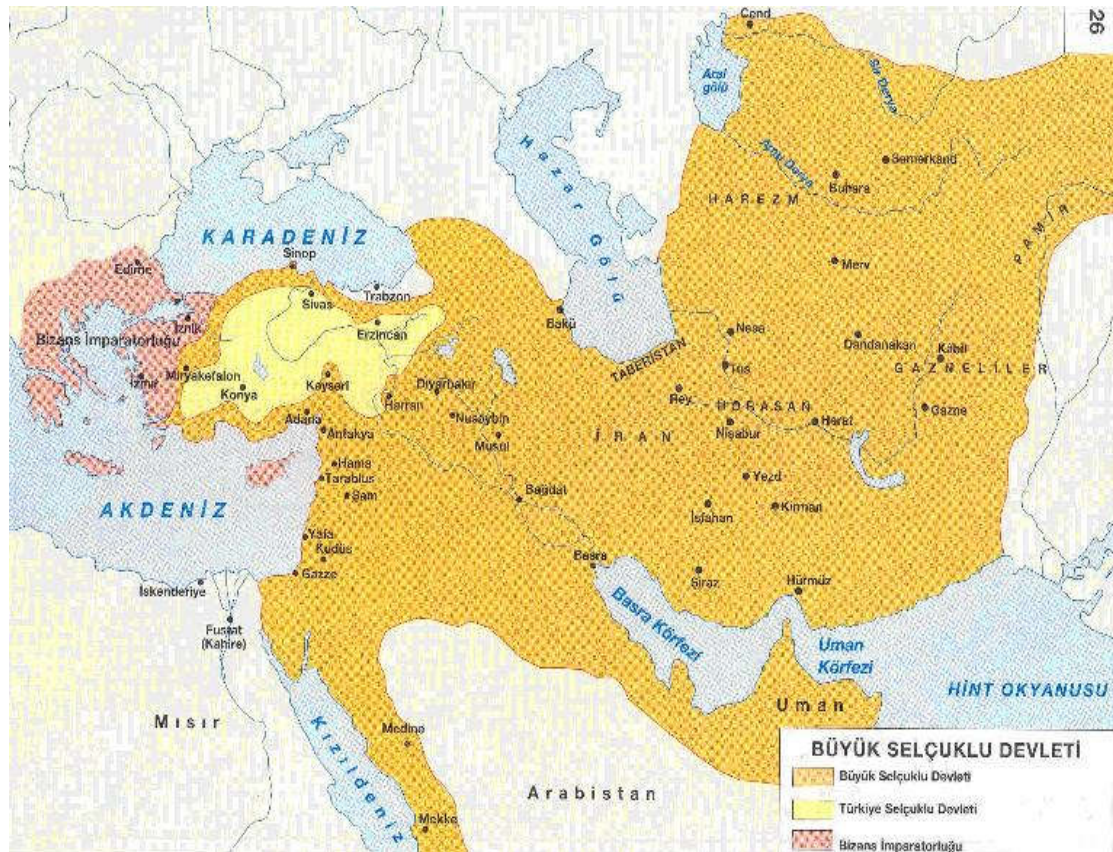 26
Cend
Aral
gölü
Sir Derya
Hazar Gölü
Amu Derya
Semerkand
Buhara
HAREZM
PAMİR
KARADENİZ
Edirne
Sinop
Merv
Sivas
Trabzon
İznik
Bakü
Erzincan
Nesa
Bizans İmparatorluğu
Dandanakan
TABERİSTAN
Kâbil
Tus
GAZNELİLER
Miryakefalon
İzmir
Kayseri
Diyarbakır
Konya
Harran
Rey
HORASAN
Gazne
Adana
Nusaybin
Nişabur
Herat
Antakya
Musul
İRAN
Hama
Tarablus
Yezd
Şam
Bağdat
AKDENİZ
İsfahan
Kirman
Yafa
Kudüs
Basra
Gazze
Şiraz
Hürmüz
İskenderiye
Basra Körfezi
Fustat
(Kahire)
Uman
Körfezi
HİNT OKYANUSU
Uman
Mısır
Kızıldeniz
Medine
Arabistan
Mekke
BÜYÜK SELÇUKLU DEVLETİ
Büyük Selçuklu Devleti
Türkiye Selçuklu Devleti
Bizans İmparatorluğu